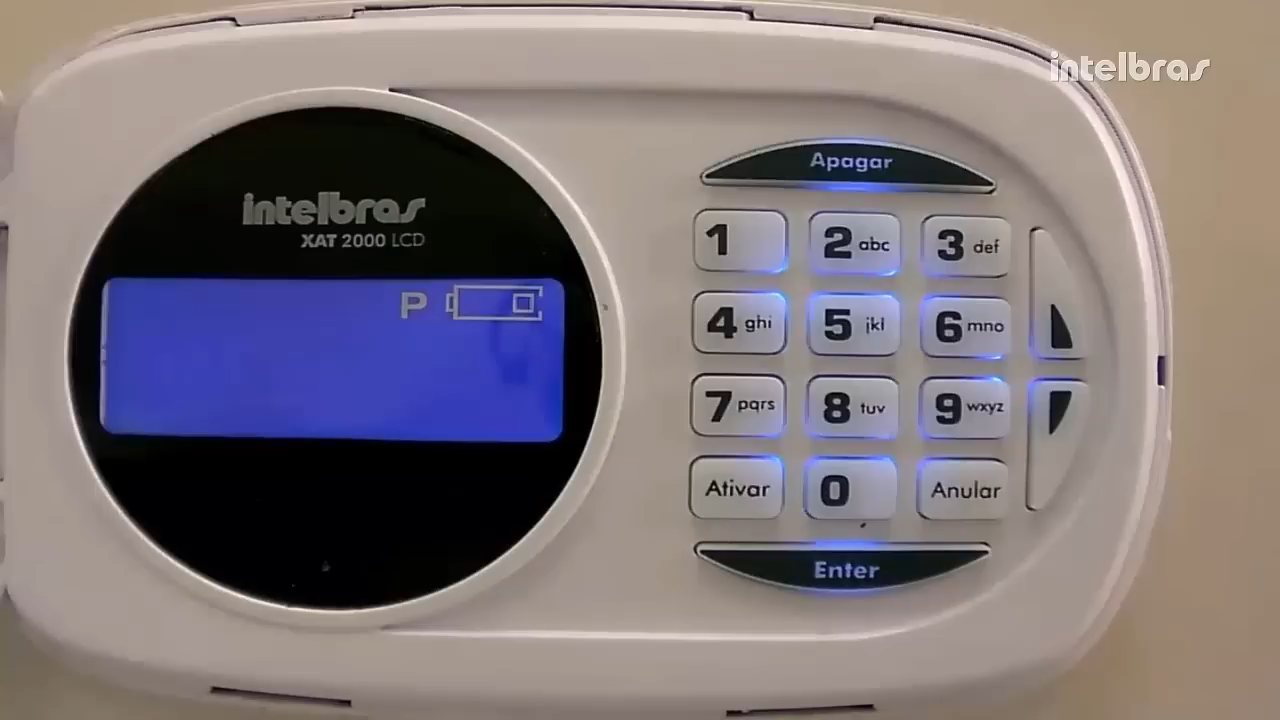 intelbras
intelbras
XAT 2000 LCD
P
Apagar
1
2 abc
3 def
4 ghi
5 jkl
6 mno
7 pqrs
8 tuv
9 wxyz
Ativar
0
Anular
Enter